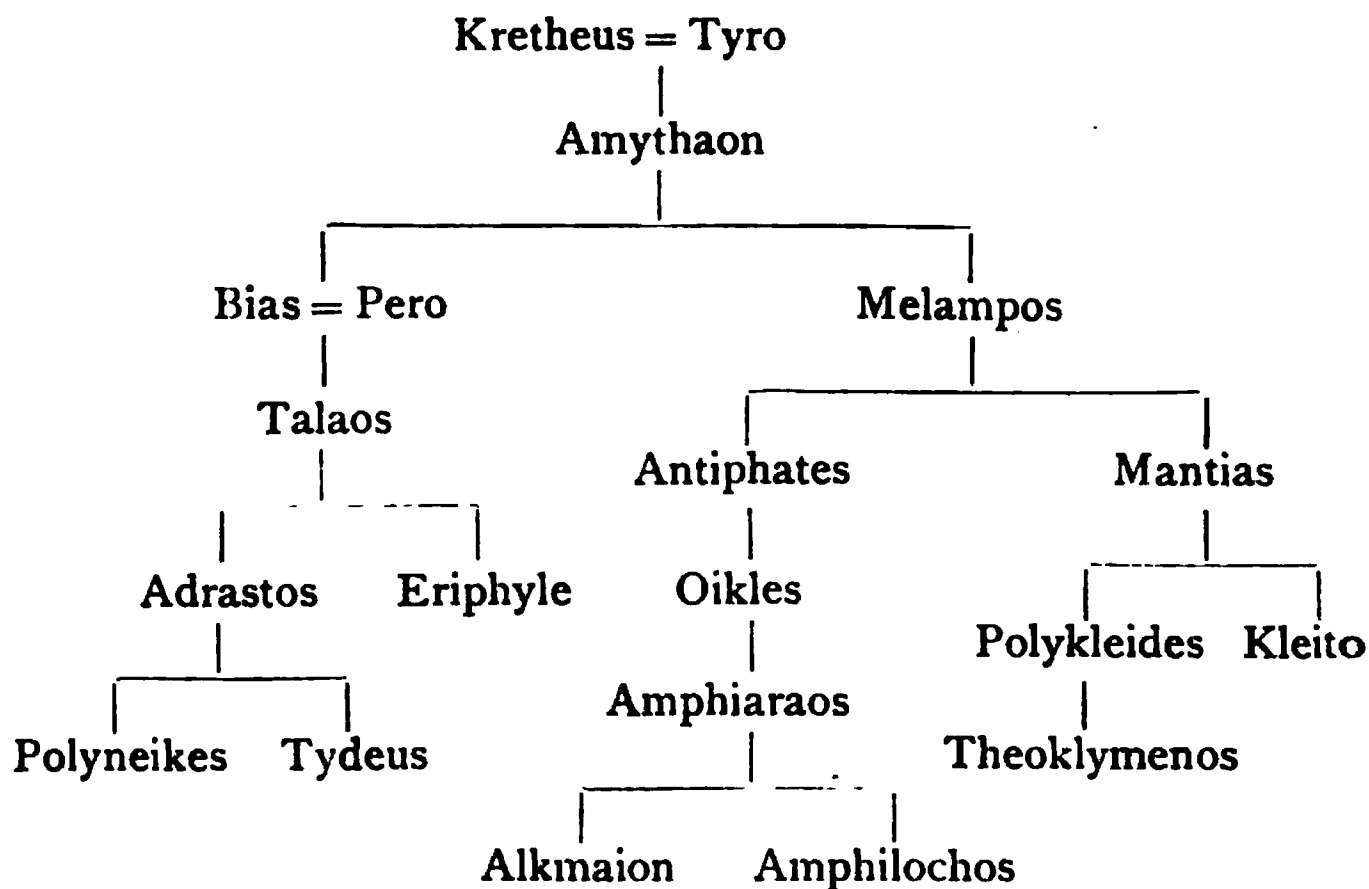 Kretheus = Tyro
Amythaon
Bias = Pero Melampos
Talaos
Antiphates Mantias
Adrastos Eriphyle Oikles
Polykleides Kleito
Amphiaraos
Polyneikes Tydeus Theoklymenos
Alkmaion Amphilochos